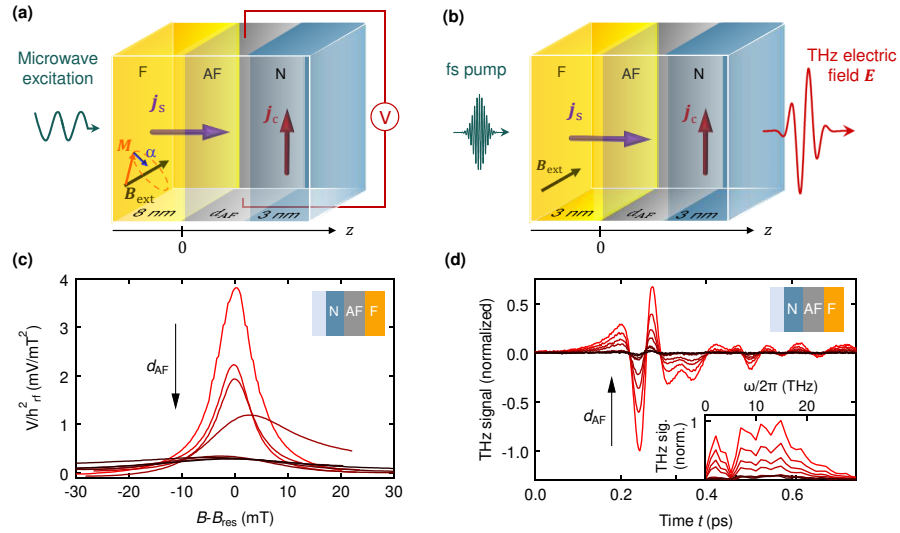 (a)
Microwave
excitation
F
AF
N
j_s
j_c
V
M
α
B_ext
8 nm
d_AF
3 nm
0
z
(b)
fs pump
F
AF
N
THz electric
field E
j_s
j_c
B_ext
3 nm
d_AF
3 nm
0
z
(c)
V/h²_rf (mV/mT²)
4
3
2
1
0
d_AF
N AF F
-30 -20 -10 0 10 20 30
B-B_res (mT)
(d)
THz signal (normalized)
0.5
0.0
-0.5
-1.0
d_AF
N AF F
ω/2π (THz)
0 10 20
THz sig.
(norm.)
1
0.0 0.2 0.4 0.6
Time t (ps)